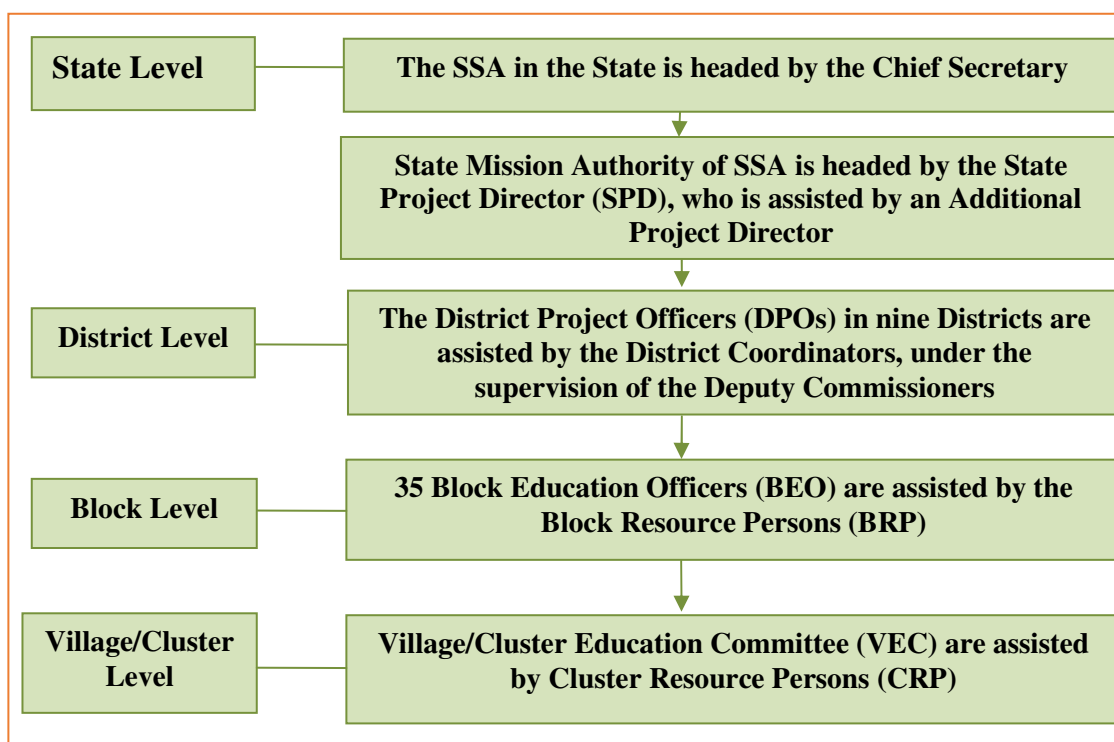 State Level
The SSA in the State is headed by the Chief Secretary
State Mission Authority of SSA is headed by the State
Project Director (SPD), who is assisted by an Additional
Project Director
District Level
The District Project Officers (DPOs) in nine Districts are
assisted by the District Coordinators, under the
supervision of the Deputy Commissioners
Block Level
35 Block Education Officers (BEO) are assisted by the
Block Resource Persons (BRP)
Village/Cluster
Level
Village/Cluster Education Committee (VEC) are assisted
by Cluster Resource Persons (CRP)